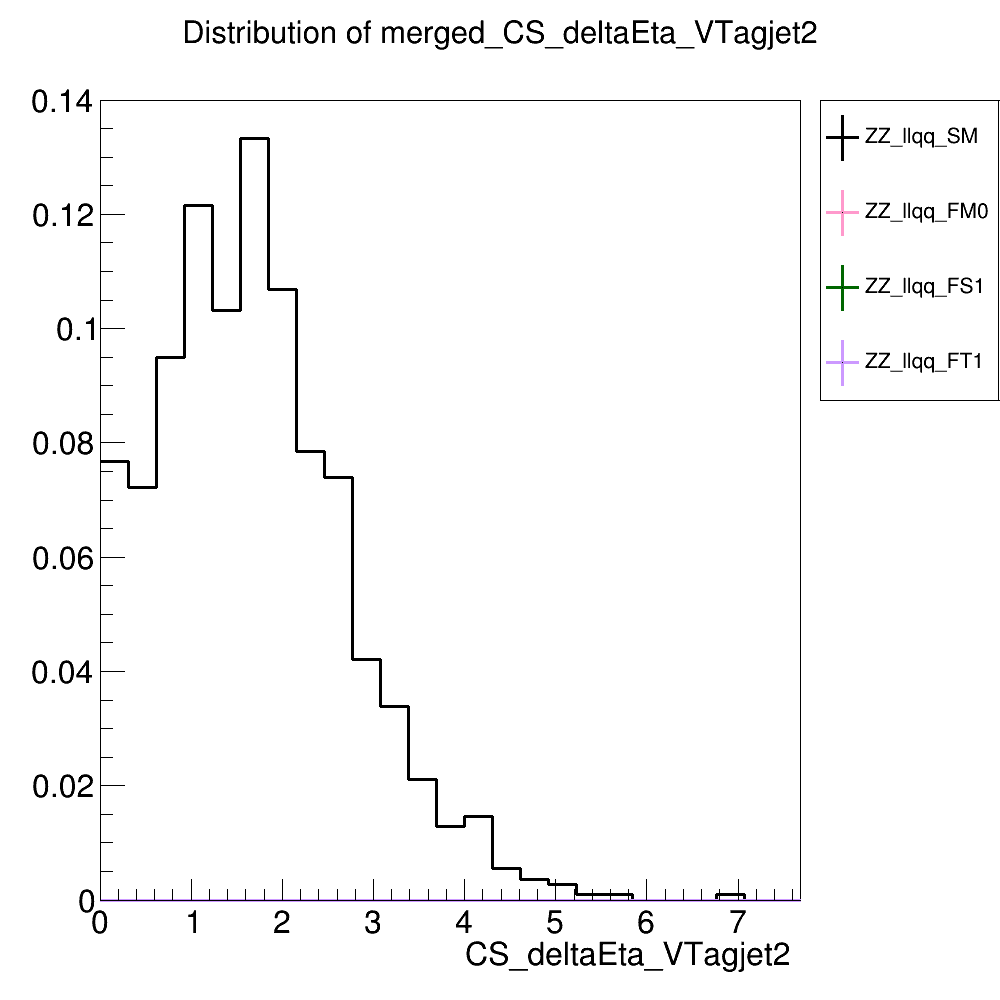 Distribution of merged_CS_deltaEta_VTagjet2
0.14
0.12
0.1
0.08
0.06
0.04
0.02
0
0 1 2 3 4 5 6 7
CS_deltaEta_VTagjet2
ZZ_llqq_SM
ZZ_llqq_FM0
ZZ_llqq_FS1
ZZ_llqq_FT1